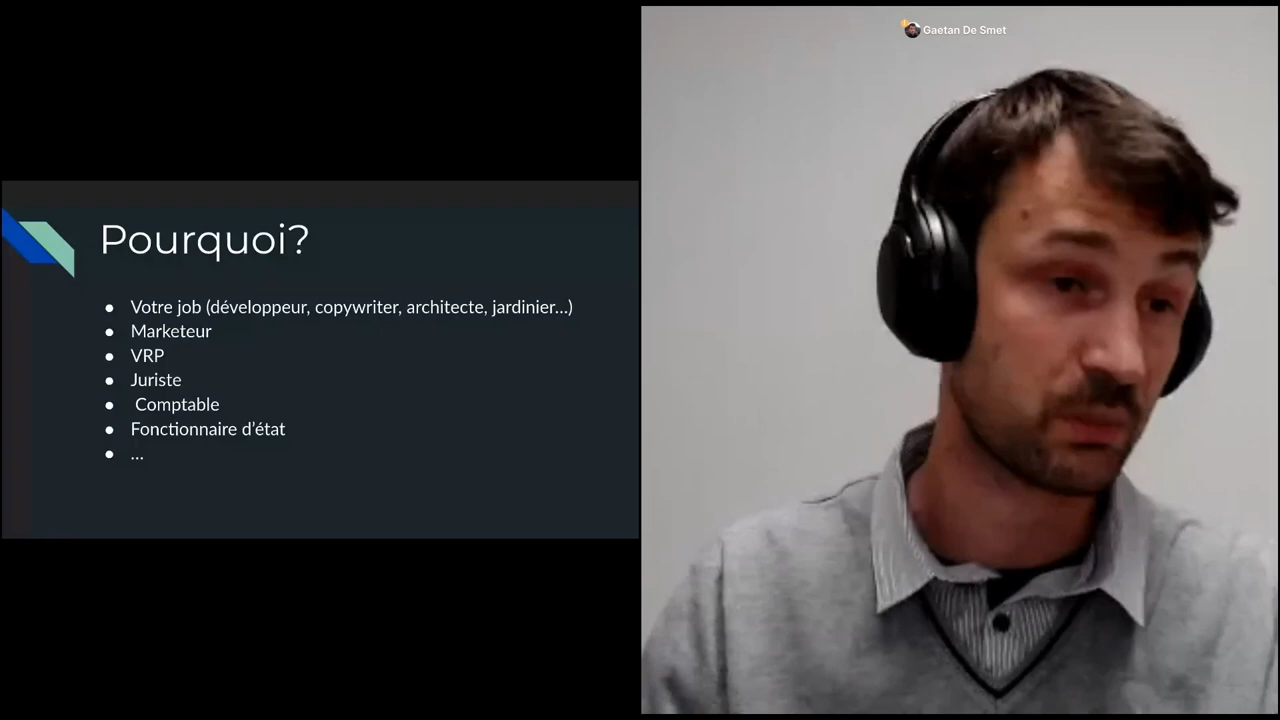 Gaetan De Smet
Pourquoi?
● Votre job (développeur, copywriter, architecte, jardinier...)
● Marketeur
● VRP
● Juriste
● Comptable
● Fonctionnaire d’état
● ...